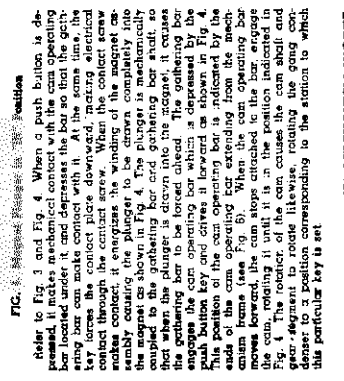 FIG. Magnet Plunger In The Position
Refer to Fig. 3 and Fig. 4. When a push button is de-
pressed, it makes mechanical contact with the cam operating
bar located under it, and depresses the bar so that the gath-
ering bar can make contact with it. At the same time, the
key forces the contact plate downward, making electrical
contact through the contact screw. When the contact screw
makes contact, it energizes the winding of the magnet as-
sembly causing the plunger to be drawn completely into
the magnet as shown in Fig. 4. The plunger is mechanically
coupled to the gathering bar and gathering bar shaft, so
that when the plunger is drawn into the magnet, it causes
the gathering bar to be forced ahead. The gathering bar
engages the cam operating bar which is depressed by the
push button key and drives it forward as shown in Fig. 4.
This position of the cam operating bar is indicated by the
ends of the cam operating bar extending from the mech-
anism frame (see Fig. 6). When the cam operating bar
moves forward, the cam stops attached to the bar, engage
the cam, rotating it until it is in the position indicated in
Fig. 4. The rotation of the cam causes the cam shaft and
gear segment to rotate likewise, rotating the gang con-
denser to a position corresponding to the station to which
this particular key is set.